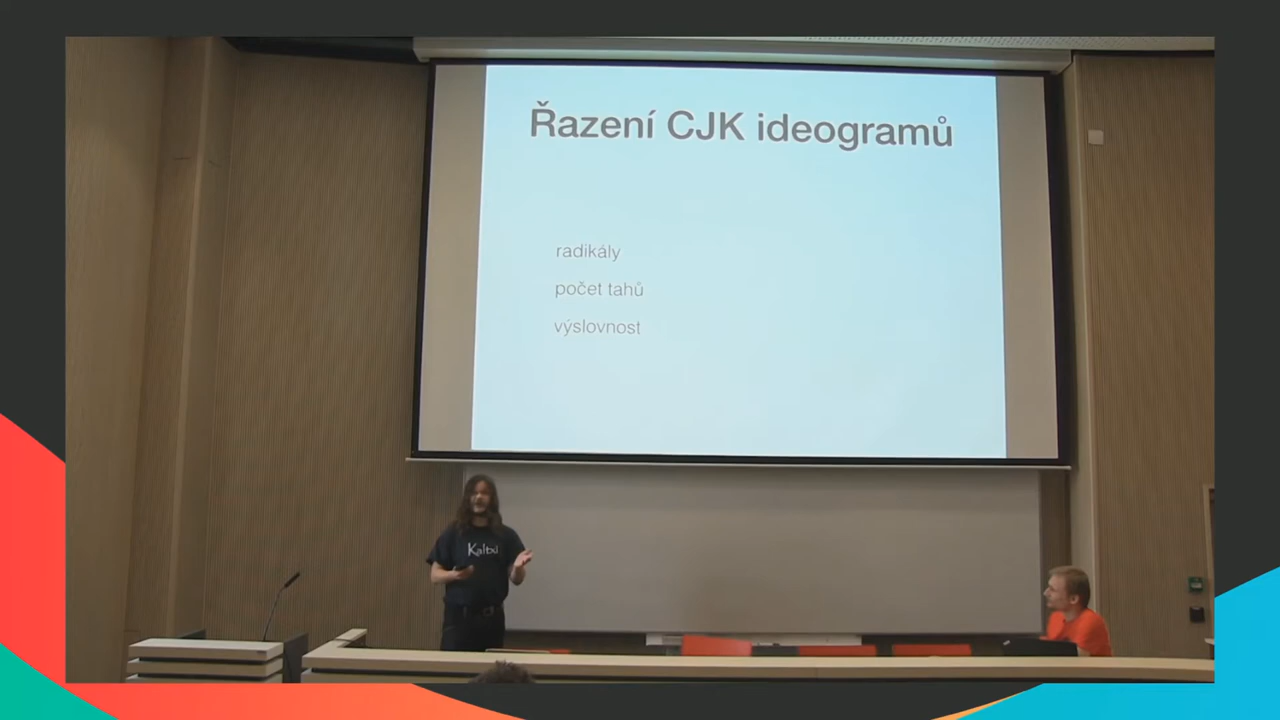 Řazení CJK ideogramů
radikály
počet tahů
výslovnost